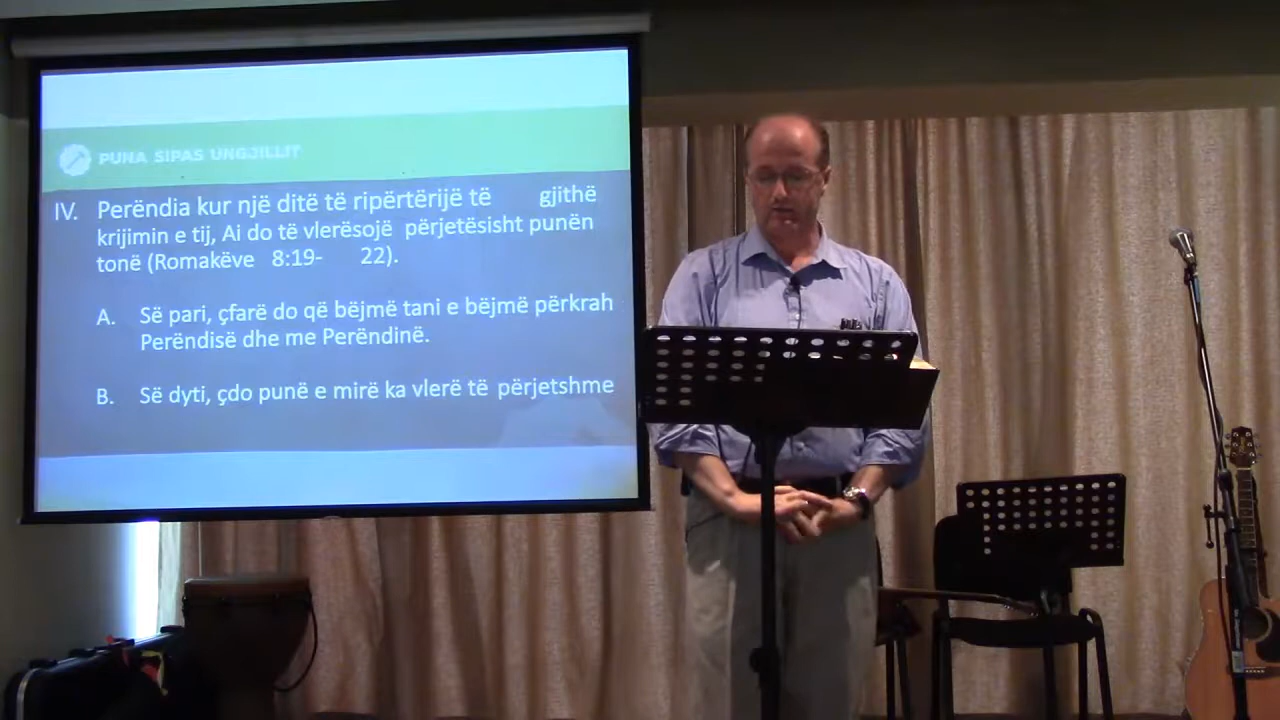 PUNA SIPAS UNGJILLIT
IV. Perëndia kur një ditë të ripërtërijë të gjithë
krijimin e tij, Ai do të vlerësojë përjetësisht punën
tonë (Romakëve 8:19- 22).
A. Së pari, çfarë do që bëjmë tani e bëjmë përkrah
Perëndisë dhe me Perëndinë.
B. Së dyti, çdo punë e mirë ka vlerë të përjetshme